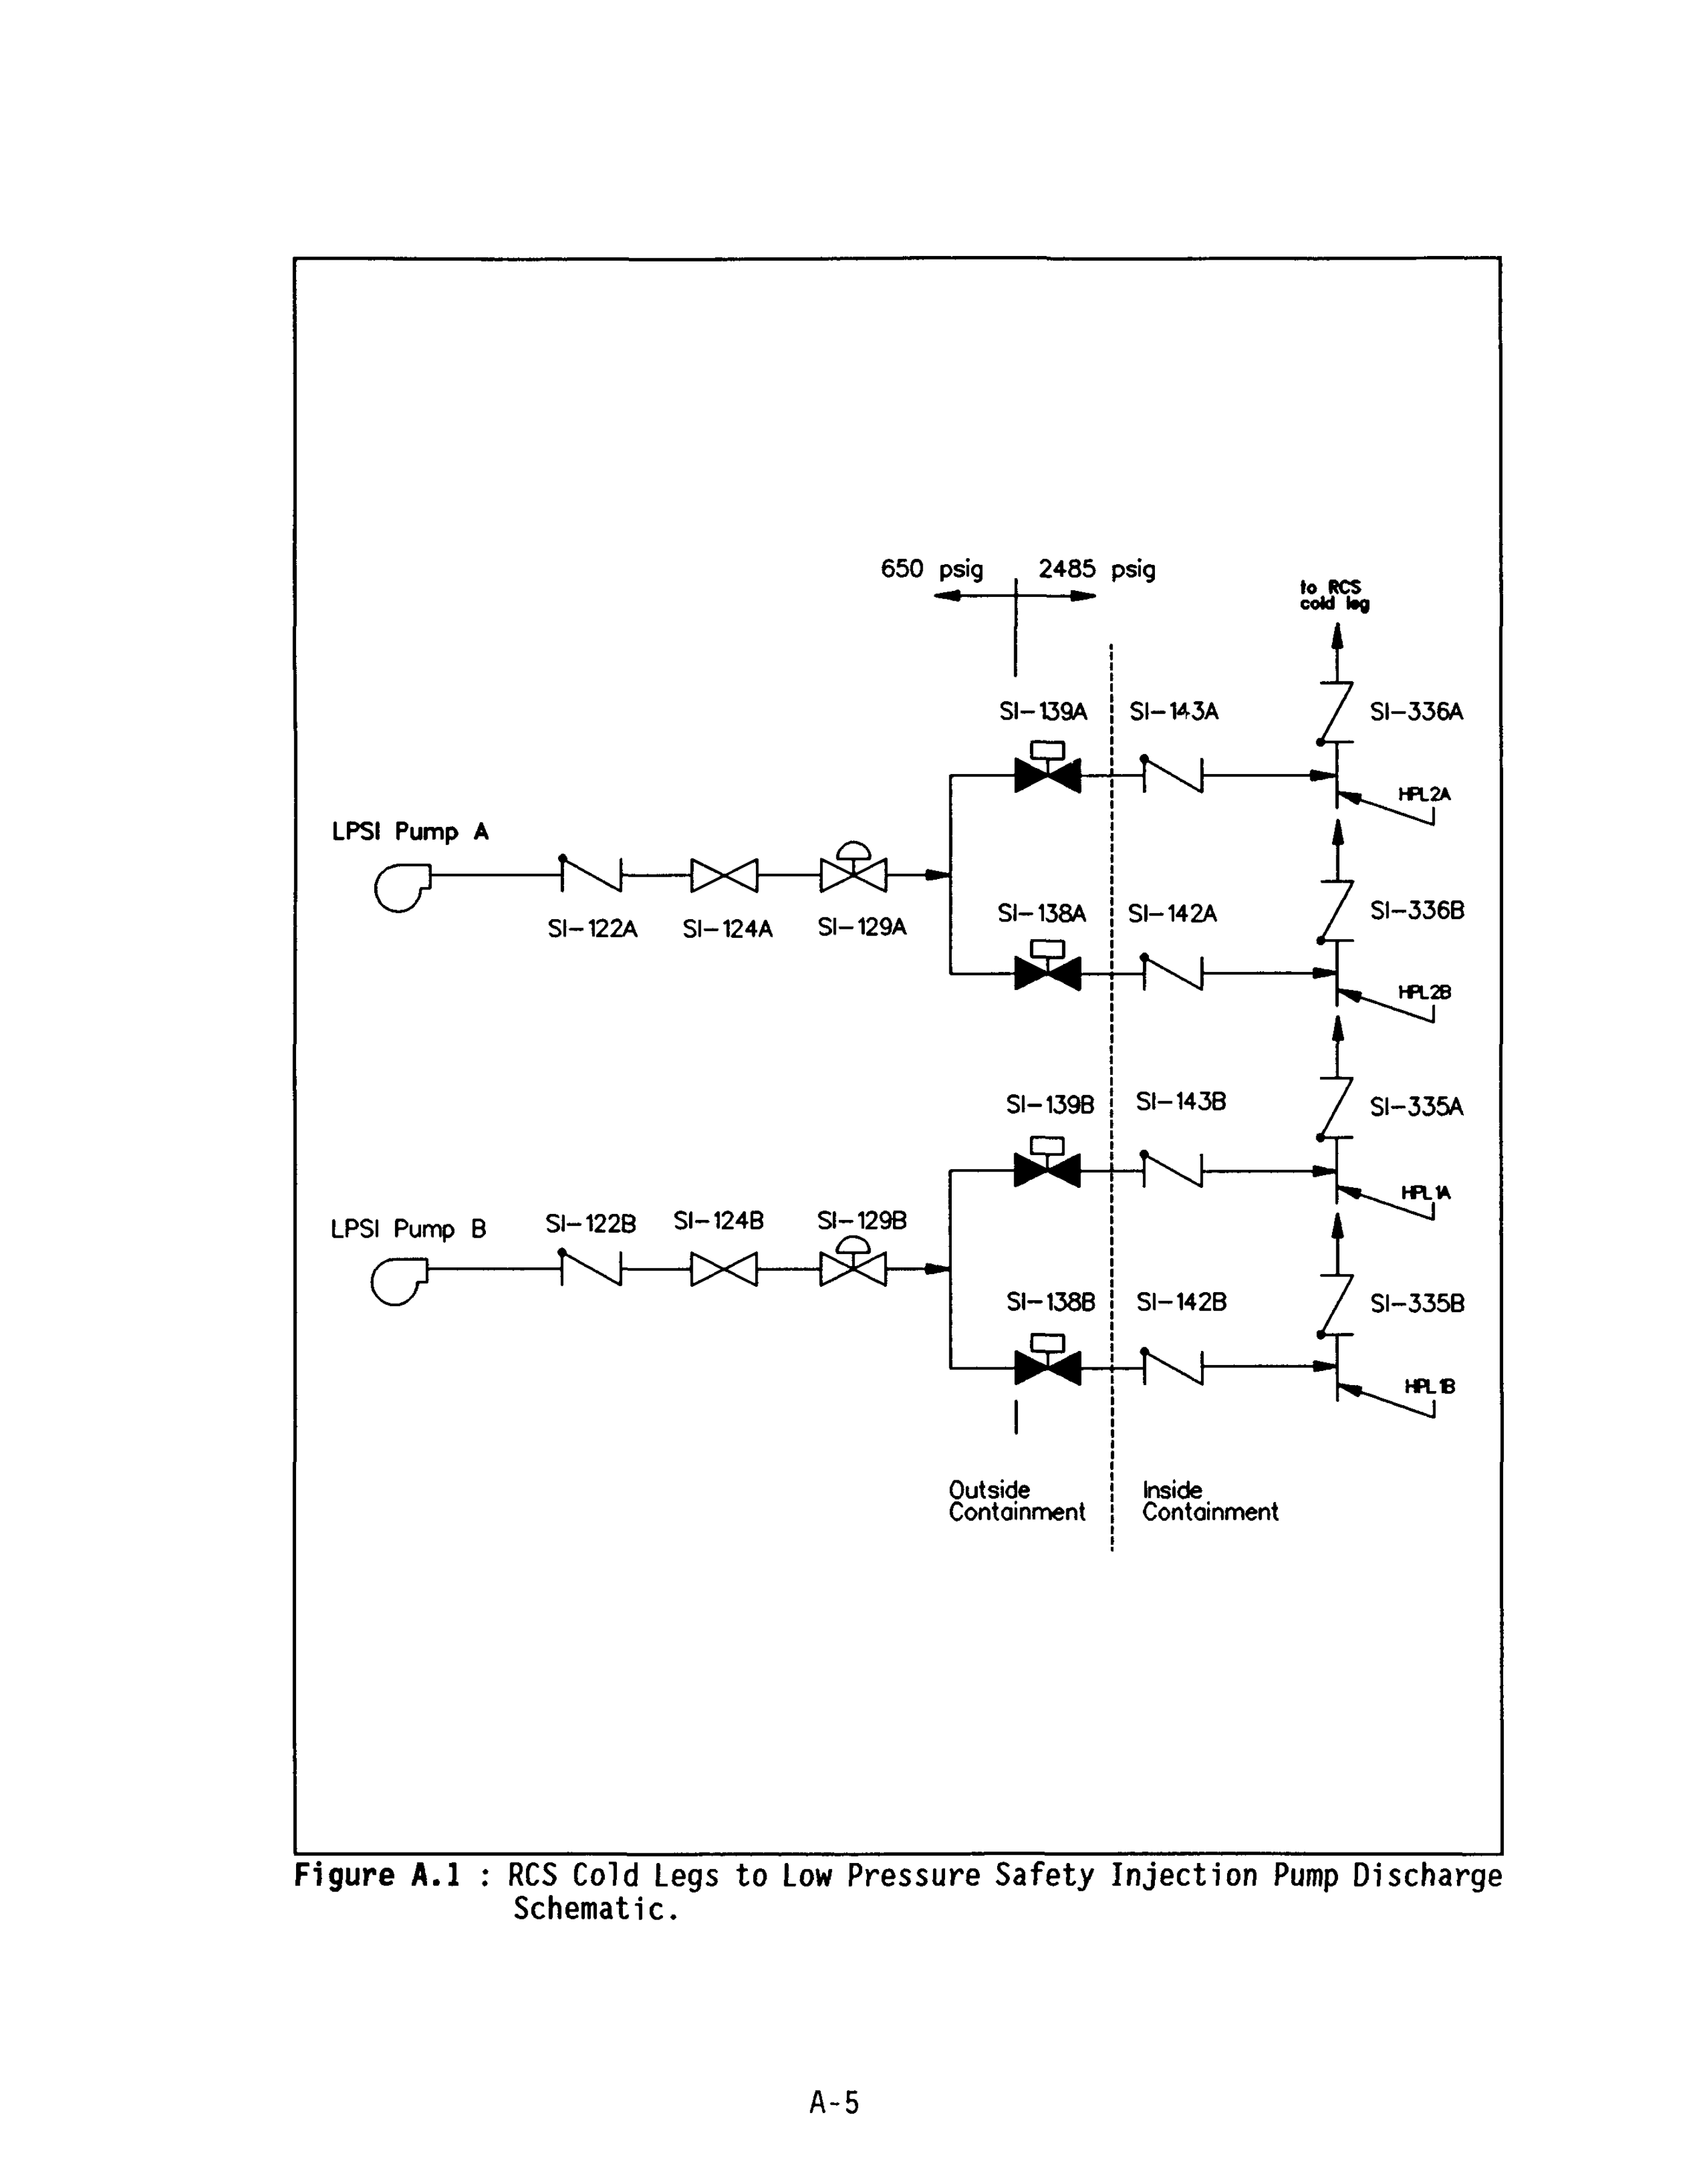 650 psig 2485 psig
to RCS
cold leg
SI-139A SI-143A SI-336A
HPL2A
LPSI Pump A
SI-138A SI-142A SI-336B
SI-122A SI-124A SI-129A
HPL2B
SI-139B SI-143B SI-335A
HPL1A
LPSI Pump B SI-122B SI-124B SI-129B
SI-138B SI-142B SI-335B
HPL1B
Outside Inside
Containment Containment
Figure A.1 : RCS Cold Legs to Low Pressure Safety Injection Pump Discharge
Schematic.
A-5